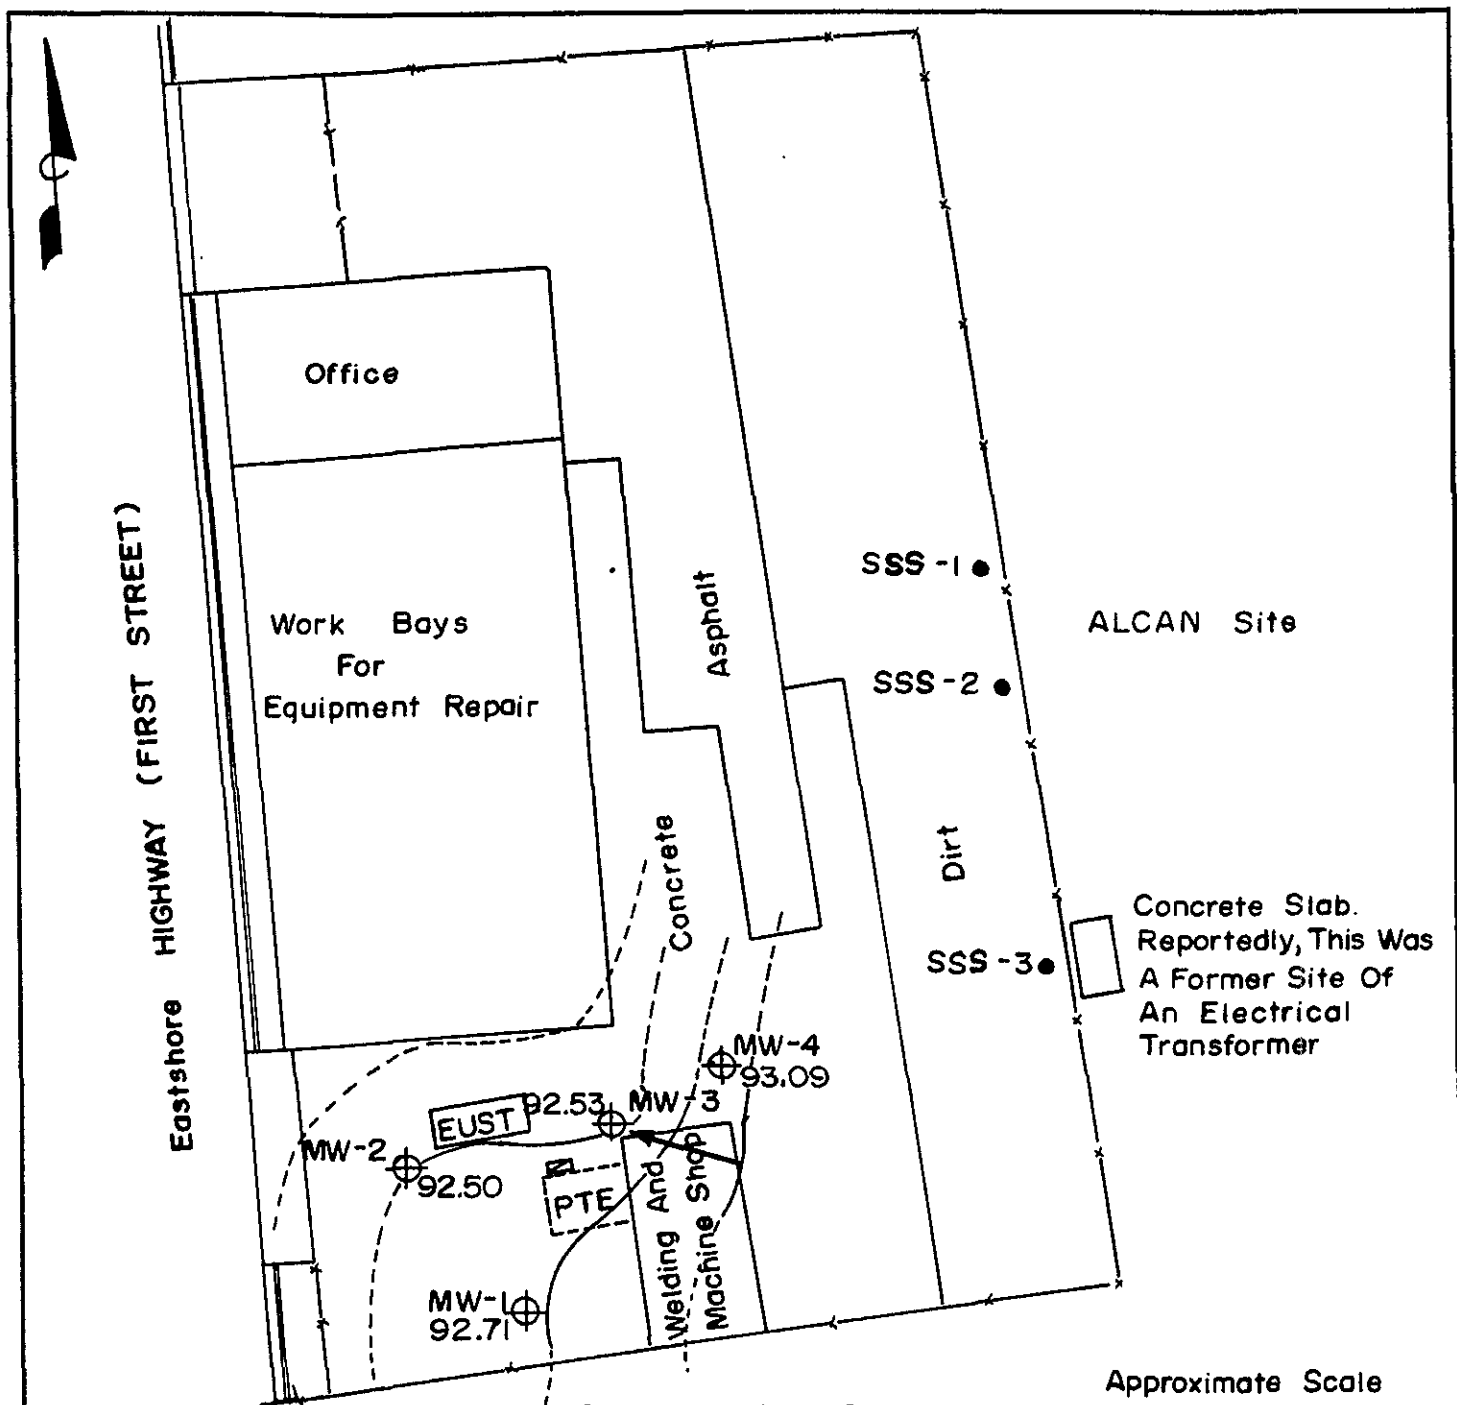 Office
Work Bays
For
Equipment Repair
Eastshore HIGHWAY (FIRST STREET)
Asphalt
Concrete
Dirt
SSS-1
SSS-2
SSS-3
ALCAN Site
Concrete Slab.
Reportedly, This Was
A Former Site Of
An Electrical
Transformer
MW-4
93.09
92.53 MW-3
EUST
MW-2
92.50
PTE
Welding And
Machine Shop
MW-1
92.71
Approximate Scale